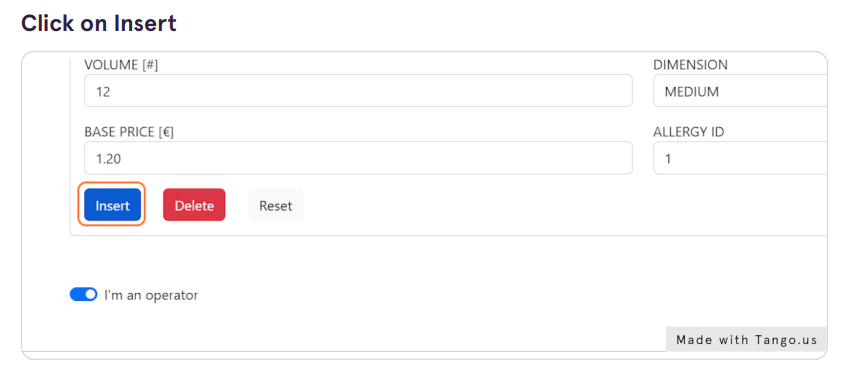 Click on Insert
VOLUME [#]
DIMENSION
12
MEDIUM
BASE PRICE [€]
ALLERGY ID
1.20
1
Insert
Delete
Reset
I'm an operator
Made with Tango.us